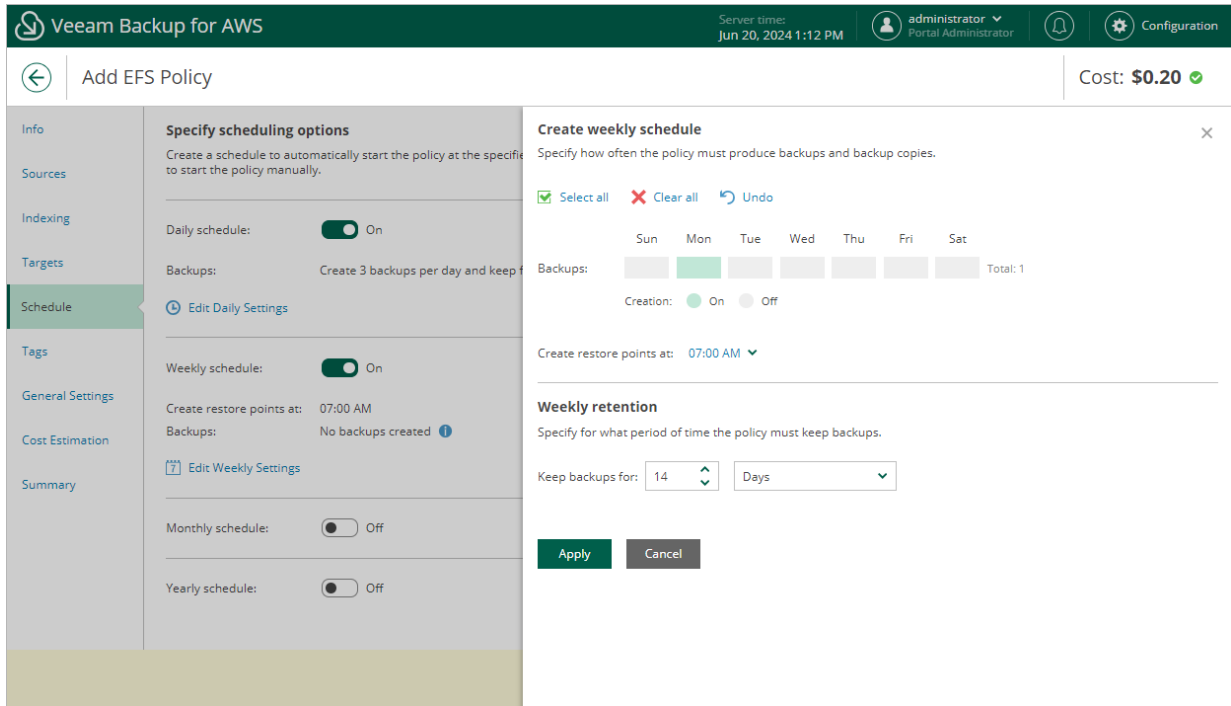 Veeam Backup for AWS
Server time:
Jun 20, 2024 1:12 PM
administrator
Portal Administrator
Configuration
Add EFS Policy
Cost: $0.20
Info
Sources
Indexing
Targets
Schedule
Tags
General Settings
Cost Estimation
Summary
Specify scheduling options
Create a schedule to automatically start the policy at the specifie
to start the policy manually.
Daily schedule: On
Backups: Create 3 backups per day and keep f
Edit Daily Settings
Weekly schedule: On
Create restore points at: 07:00 AM
Backups: No backups created
7 Edit Weekly Settings
Monthly schedule: Off
Yearly schedule: Off
Create weekly schedule
Specify how often the policy must produce backups and backup copies.
Select all Clear all Undo
Sun Mon Tue Wed Thu Fri Sat
Backups: Total: 1
Creation: On Off
Create restore points at: 07:00 AM
Weekly retention
Specify for what period of time the policy must keep backups.
Keep backups for: 14 Days
Apply Cancel